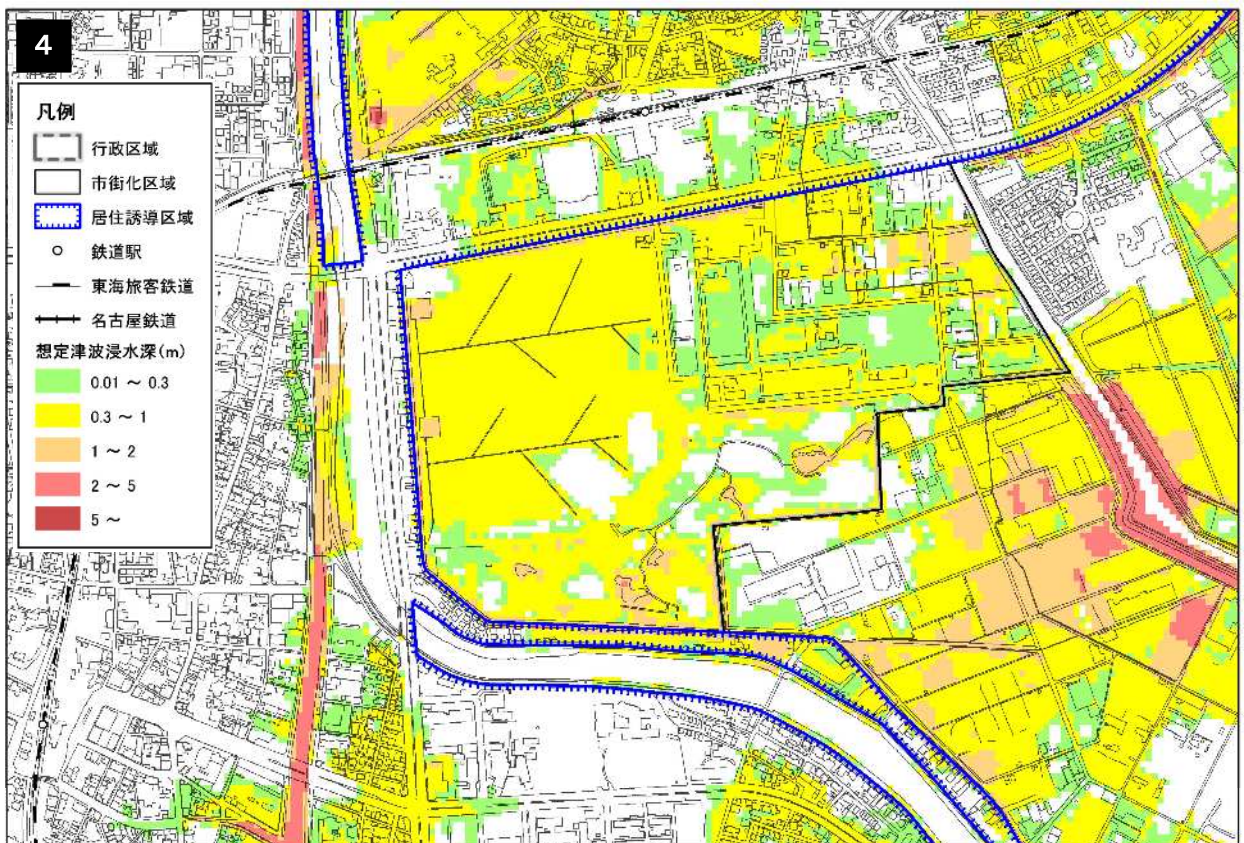 4
凡例
行政区域
市街化区域
居住誘導区域
鉄道駅
東海旅客鉄道
名古屋鉄道
想定津波浸水深(m)
0.01 ～ 0.3
0.3 ～ 1
1 ～ 2
2 ～ 5
5 ～